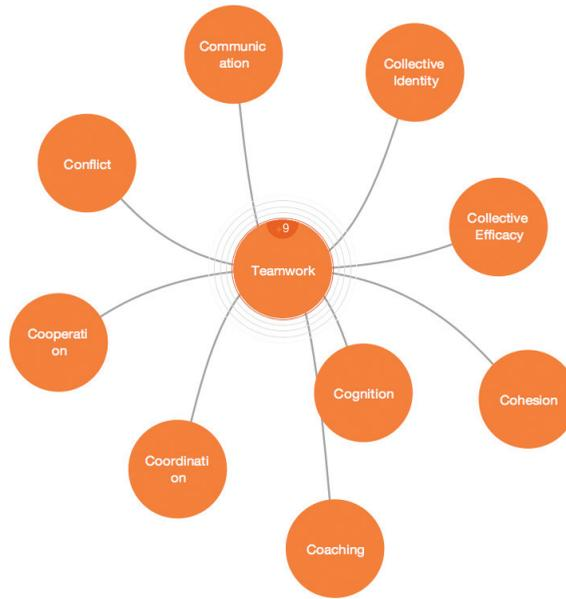 Communic
ation
Collective
Identity
Conflict
Collective
Efficacy
+9
Teamwork
Cooperati
on
Cognition
Cohesion
Coordinati
on
Coaching